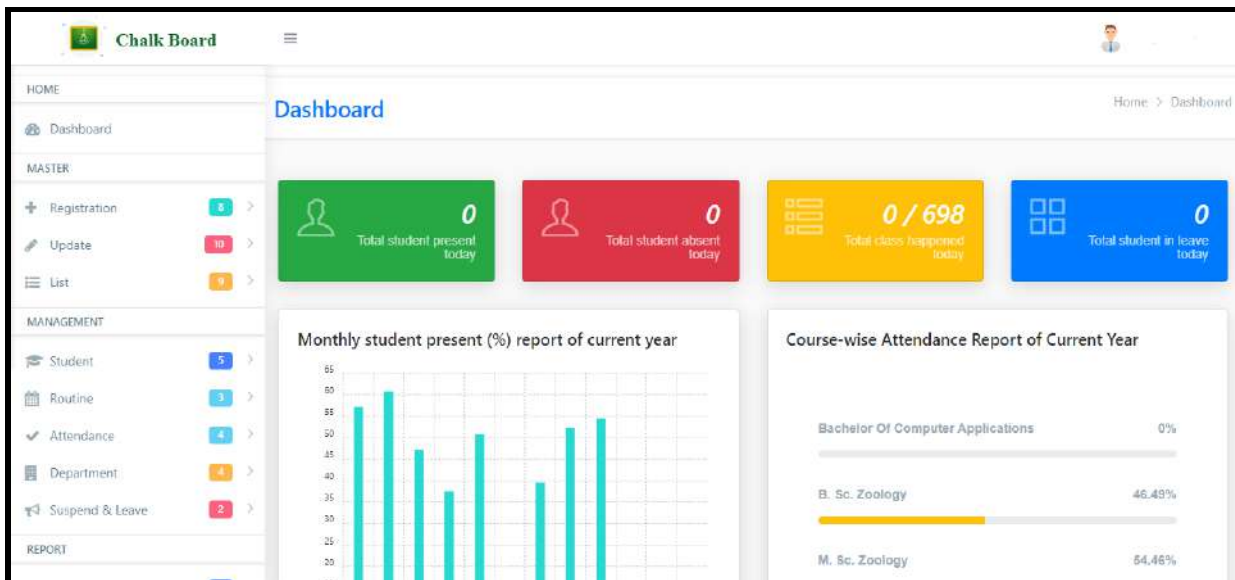 Chalk Board
HOME
Dashboard
MASTER
Registration 8
Update 10
List 9
MANAGEMENT
Student 5
Routine 3
Attendance 4
Department 4
Suspend & Leave 2
REPORT
Dashboard
Home > Dashboard
0
Total student present
today
0
Total student absent
today
0 / 698
Total class happened
today
0
Total student in leave
today
Monthly student present (%) report of current year
65
60
55
50
45
40
35
30
25
20
Course-wise Attendance Report of Current Year
Bachelor Of Computer Applications 0%
B. Sc. Zoology 46.49%
M. Sc. Zoology 54.46%